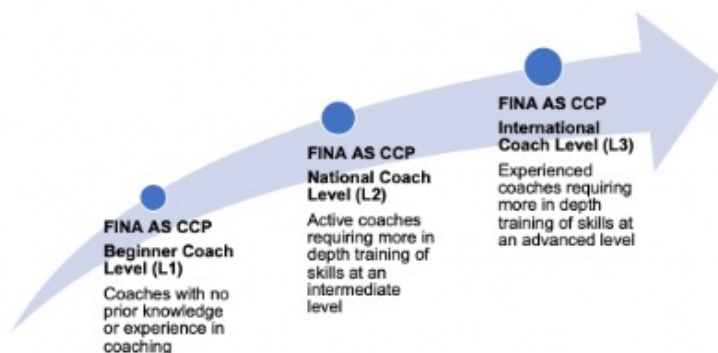 FINA AS CCP
Beginner Coach
Level (L1)
Coaches with no
prior knowledge
or experience in
coaching
FINA AS CCP
National Coach
Level (L2)
Active coaches
requiring more in
depth training of
skills at an
intermediate
level
FINA AS CCP
International
Coach Level (L3)
Experienced
coaches requiring
more in depth
training of skills at
an advanced level